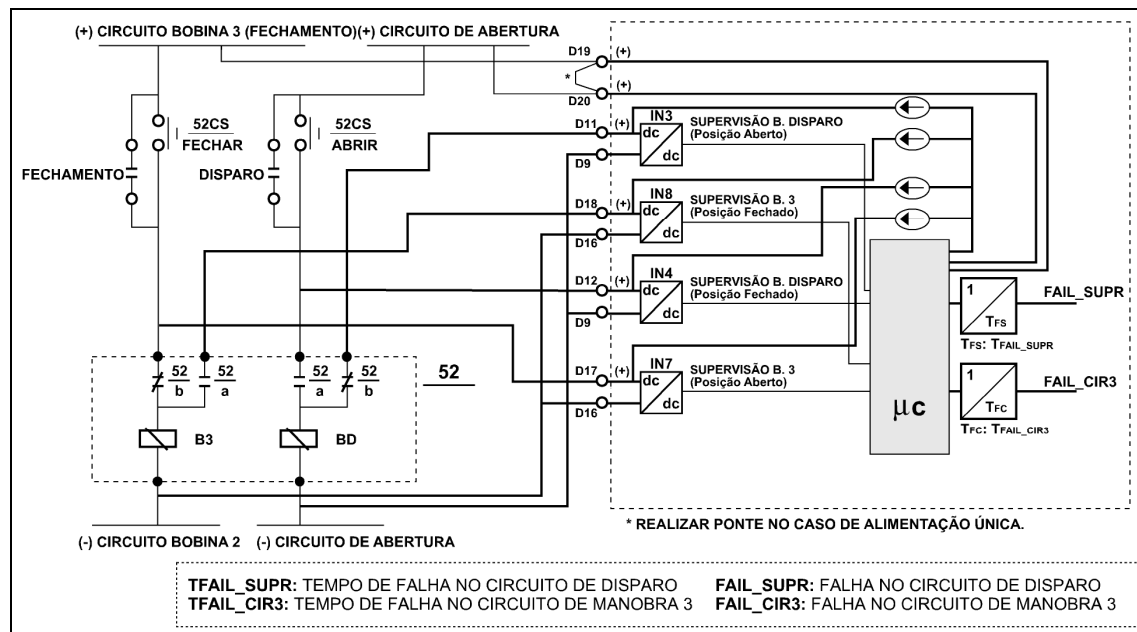 (+) CIRCUITO BOBINA 3 (FECHAMENTO)(+) CIRCUITO DE ABERTURA
D19 (+)
*
D20 (+)
52CS
FECHAR
52CS
ABRIR
FECHAMENTO
DISPARO
D11 (+)
IN3
dc
dc
SUPERVISÃO B. DISPARO
(Posição Aberto)
D9
D18 (+)
IN8
dc
dc
SUPERVISÃO B. 3
(Posição Fechado)
D16
D12 (+)
IN4
dc
dc
SUPERVISÃO B. DISPARO
(Posição Fechado)
D9
D17 (+)
IN7
dc
dc
SUPERVISÃO B. 3
(Posição Aberto)
D16
µc
1
TFS
FAIL_SUPR
TFS: TFAIL_SUPR
1
TFC
FAIL_CIR3
TFC: TFAIL_CIR3
52
b
52
a
52
a
52
b
52
B3
BD
* REALIZAR PONTE NO CASO DE ALIMENTAÇÃO ÚNICA.
(-) CIRCUITO BOBINA 2 (-) CIRCUITO DE ABERTURA
TFAIL_SUPR: TEMPO DE FALHA NO CIRCUITO DE DISPARO FAIL_SUPR: FALHA NO CIRCUITO DE DISPARO
TFAIL_CIR3: TEMPO DE FALHA NO CIRCUITO DE MANOBRA 3 FAIL_CIR3: FALHA NO CIRCUITO DE MANOBRA 3